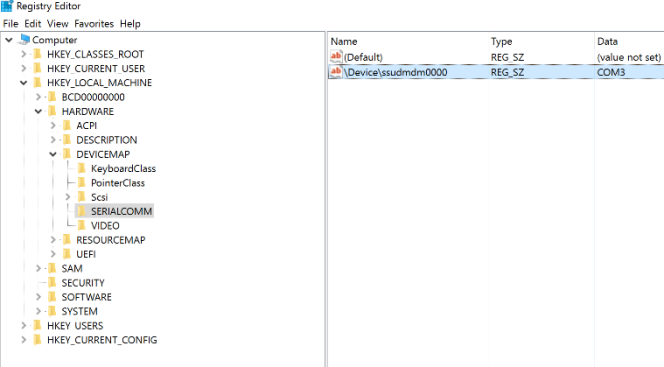 Registry Editor
File Edit View Favorites Help
Computer
HKEY_CLASSES_ROOT
HKEY_CURRENT_USER
HKEY_LOCAL_MACHINE
BCD00000000
HARDWARE
ACPI
DESCRIPTION
DEVICEMAP
KeyboardClass
PointerClass
Scsi
SERIALCOMM
VIDEO
RESOURCEMAP
UEFI
SAM
SECURITY
SOFTWARE
SYSTEM
HKEY_USERS
HKEY_CURRENT_CONFIG
Name Type Data
ab (Default) REG_SZ (value not set)
ab \Device\ssudmdm0000 REG_SZ COM3